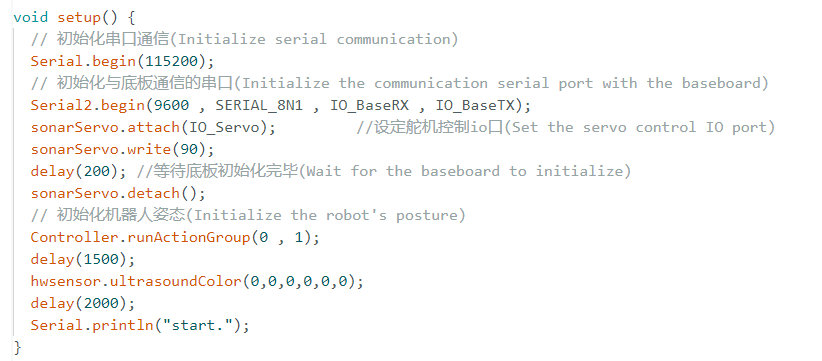 void setup() {
// 初始化串口通信(Initialize serial communication)
Serial.begin(115200);
// 初始化与底板通信的串口(Initialize the communication serial port with the baseboard)
Serial2.begin(9600 , SERIAL_8N1 , IO_BaseRX , IO_BaseTX);
sonarServo.attach(IO_Servo);          //设定舵机控制io口(Set the servo control IO port)
sonarServo.write(90);
delay(200); //等待底板初始化完毕(Wait for the baseboard to initialize)
sonarServo.detach();
// 初始化机器人姿态(Initialize the robot's posture)
Controller.runActionGroup(0 , 1);
delay(1500);
hwsensor.ultrasoundColor(0,0,0,0,0,0);
delay(2000);
Serial.println("start.");
}